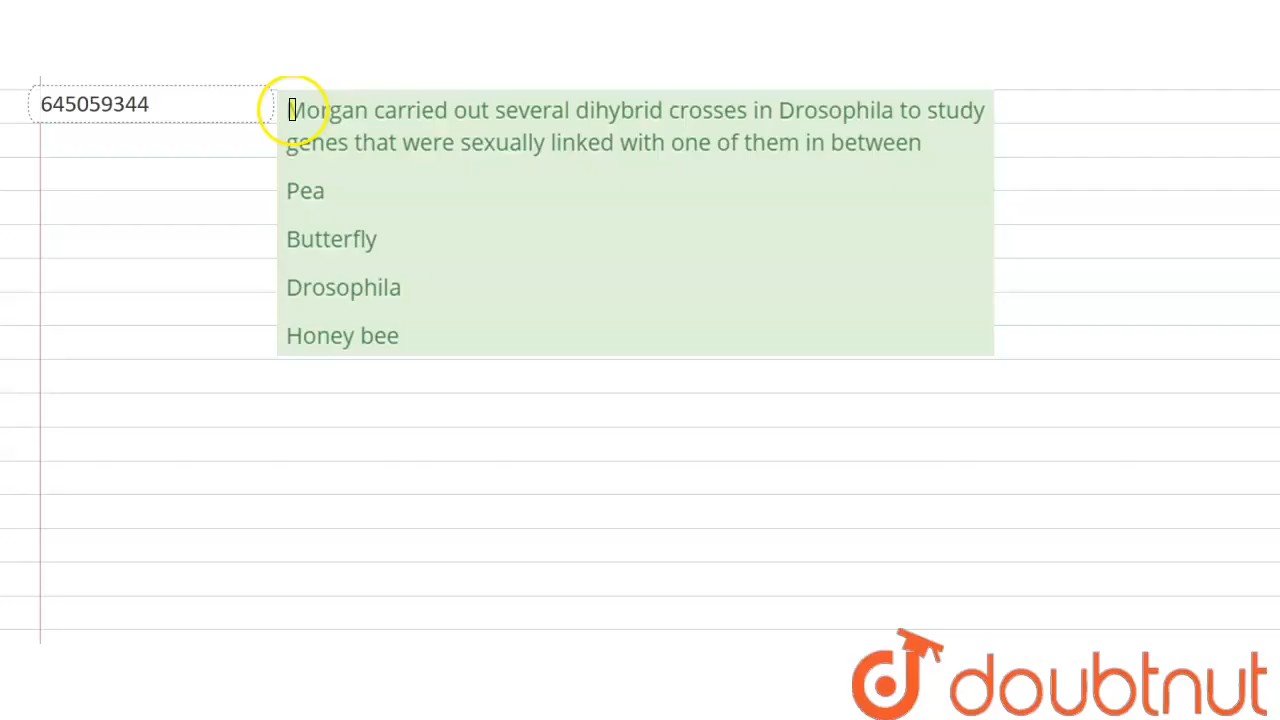 645059344
Morgan carried out several dihybrid crosses in Drosophila to study
genes that were sexually linked with one of them in between
Pea
Butterfly
Drosophila
Honey bee
doubtnut